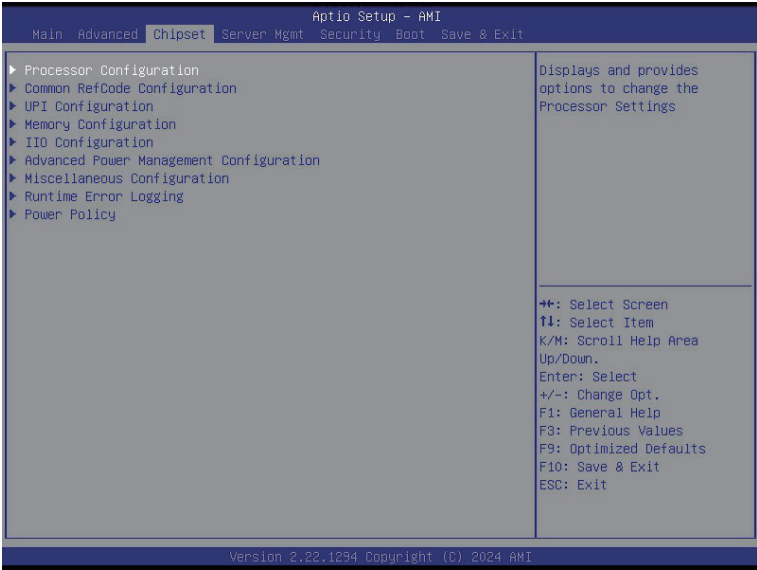 Aptio Setup - AMI
Main Advanced Chipset Server Mgmt Security Boot Save & Exit
Processor Configuration
Common RefCode Configuration
UPI Configuration
Memory Configuration
IIO Configuration
Advanced Power Management Configuration
Miscellaneous Configuration
Runtime Error Logging
Power Policy
Displays and provides
options to change the
Processor Settings
→←: Select Screen
↑↓: Select Item
K/M: Scroll Help Area
Up/Down.
Enter: Select
+/-: Change Opt.
F1: General Help
F3: Previous Values
F9: Optimized Defaults
F10: Save & Exit
ESC: Exit
Version 2.22.1294 Copyright (C) 2024 AMI